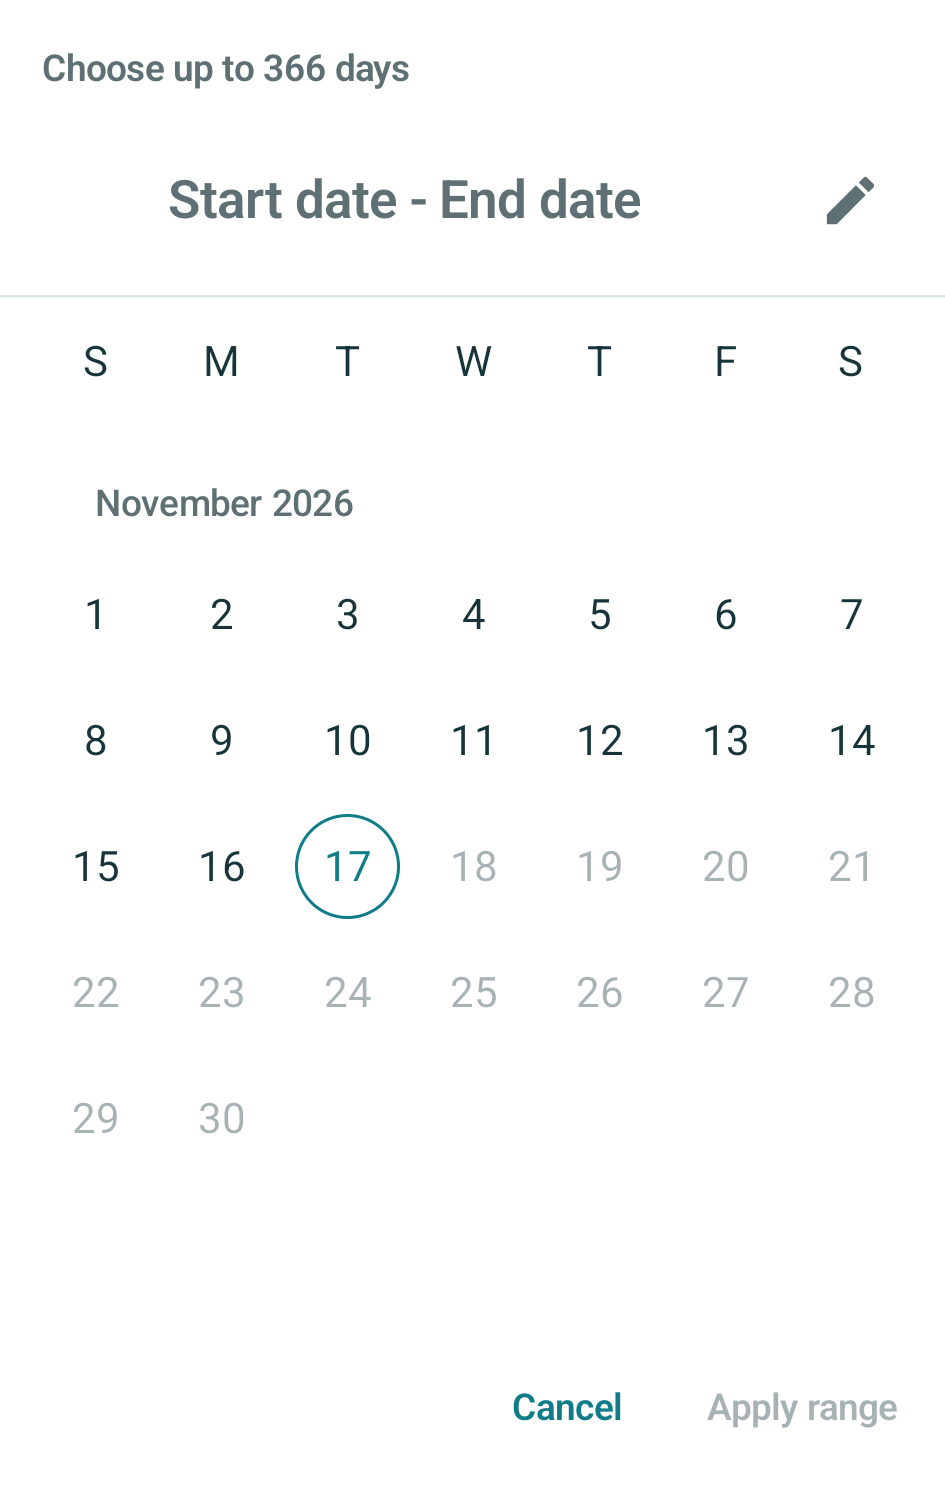 Choose up to 366 days
Start date - End date
S M T W T F S
November 2026
1 2 3 4 5 6 7
8 9 10 11 12 13 14
15 16 17 18 19 20 21
22 23 24 25 26 27 28
29 30
Cancel Apply range